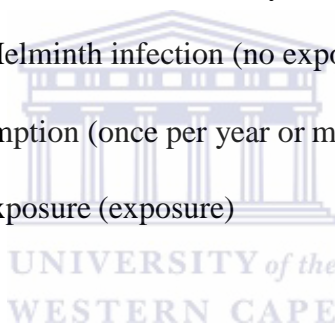 Helminth infection (no expo
mption (once per year or m
xposure (exposure)
UNIVERSITY of the
WESTERN CAPE